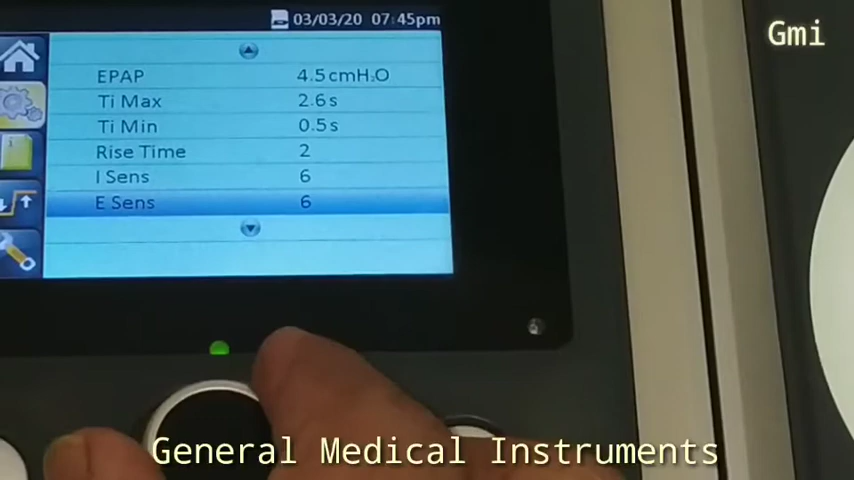 03/03/20 07:45pm
Gmi
EPAP 4.5cmH₂O
Ti Max 2.6s
Ti Min 0.5s
Rise Time 2
I Sens 6
E Sens 6
General Medical Instruments